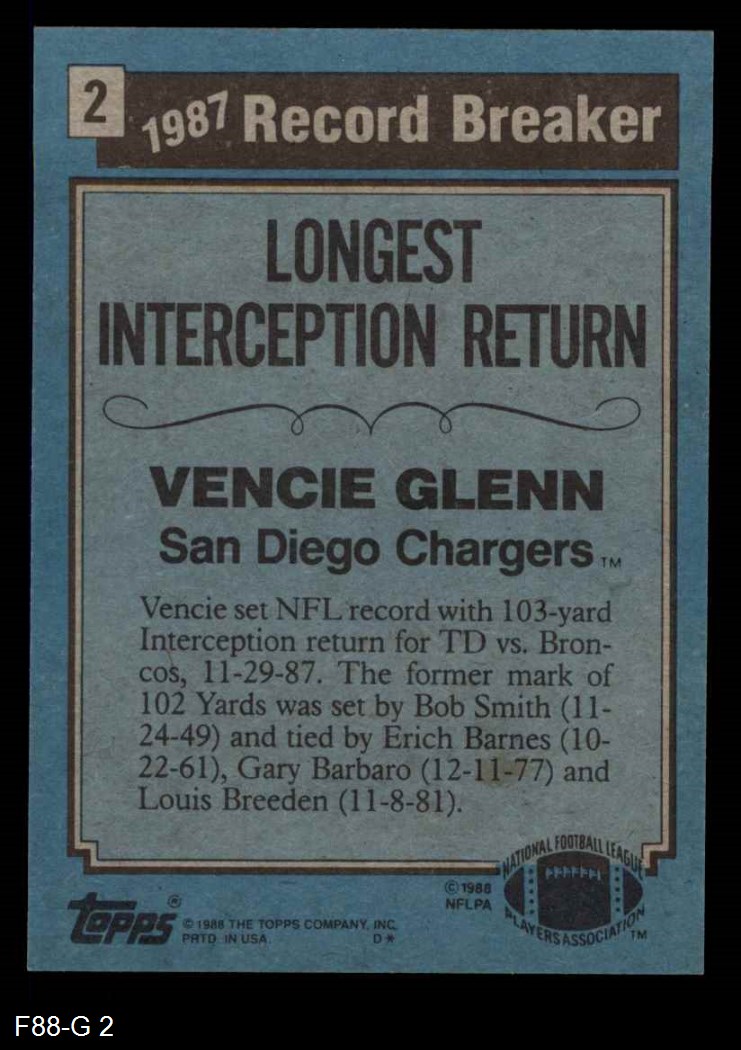 2
1987 Record Breaker
LONGEST
INTERCEPTION RETURN
VENCIE GLENN
San Diego Chargers TM
Vencie set NFL record with 103-yard
Interception return for TD vs. Bron-
cos, 11-29-87. The former mark of
102 Yards was set by Bob Smith (11-
24-49) and tied by Erich Barnes (10-
22-61), Gary Barbaro (12-11-77) and
Louis Breeden (11-8-81).
NATIONAL FOOTBALL LEAGUE
PLAYERS ASSOCIATION TM
© 1988
NFLPA
topps®
© 1988 THE TOPPS COMPANY, INC.
PRTD. IN USA. D*
F88-G 2